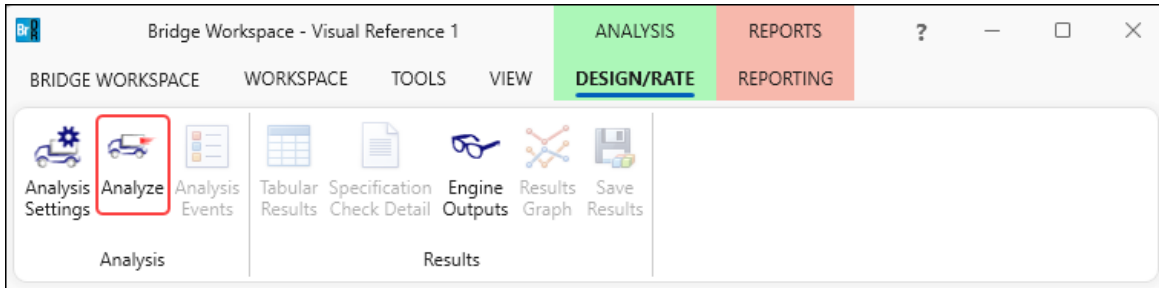 Br DR Bridge Workspace - Visual Reference 1 ANALYSIS REPORTS ?
BRIDGE WORKSPACE WORKSPACE TOOLS VIEW DESIGN/RATE REPORTING
Analysis Analyze Analysis Tabular Specification Engine Results Save
Settings Events Results Check Detail Outputs Graph Results
Analysis Results